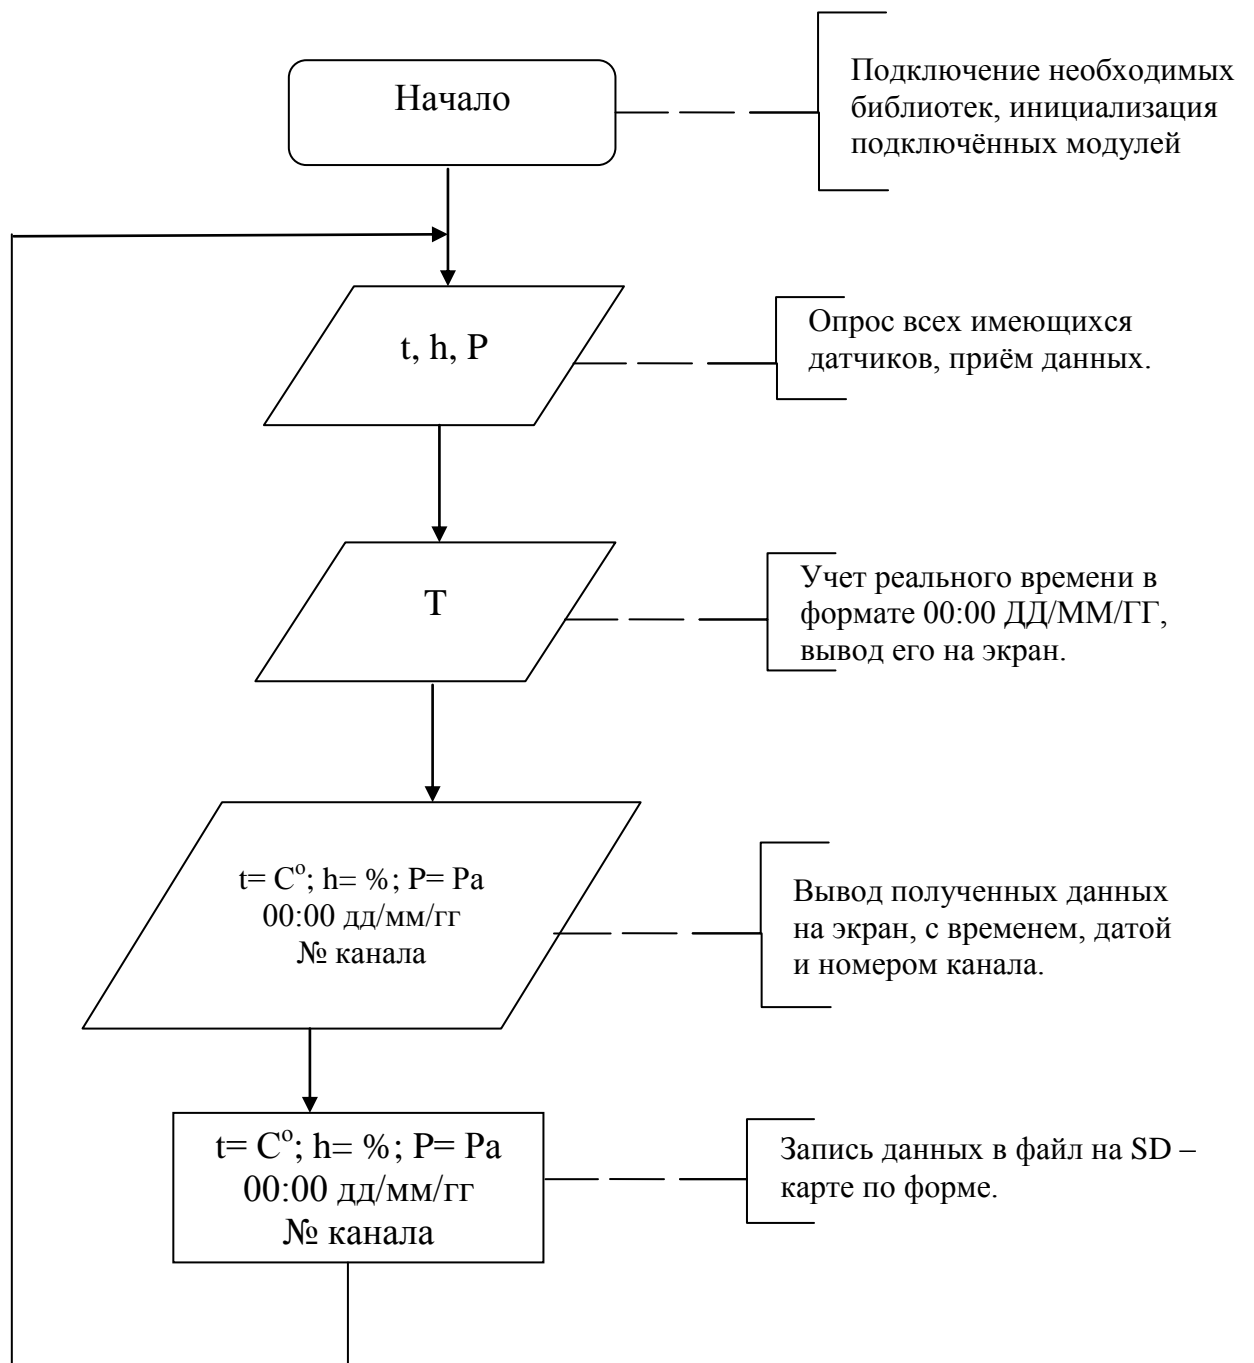 Начало
Подключение необходимых
библиотек, инициализация
подключённых модулей
t, h, P
Опрос всех имеющихся
датчиков, приём данных.
T
Учет реального времени в
формате 00:00 ДД/ММ/ГГ,
вывод его на экран.
t= C°; h= %; P= Pa
00:00 дд/мм/гг
№ канала
Вывод полученных данных
на экран, с временем, датой
и номером канала.
t= C°; h= %; P= Pa
00:00 дд/мм/гг
№ канала
Запись данных в файл на SD –
карте по форме.